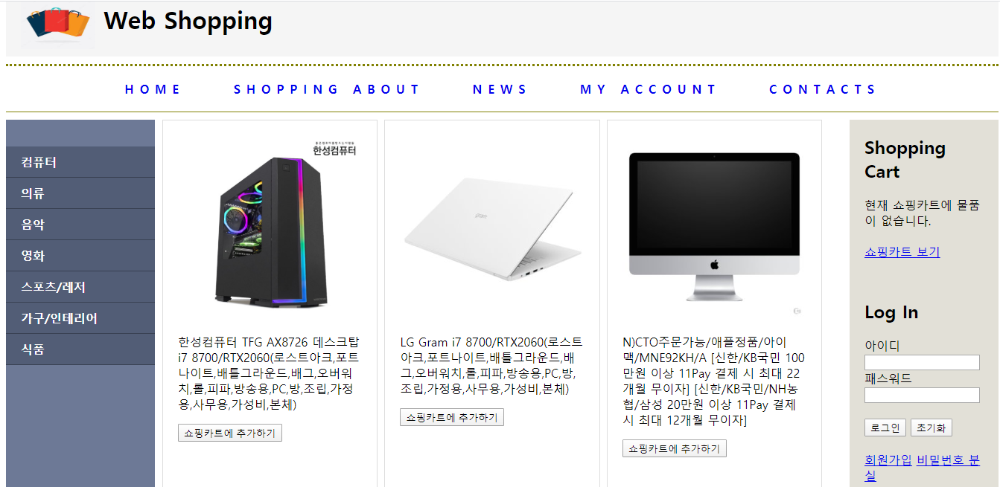 Web Shopping
HOME SHOPPING ABOUT NEWS MY ACCOUNT CONTACTS
컴퓨터
의류
음악
영화
스포츠/레저
가구/인테리어
식품
한성컴퓨터
한성컴퓨터 TFG AX8726 데스크탑
i7 8700/RTX2060(로스트아크,포트
나이트,배틀그라운드,배그,오버워
치,롤,피파,방송용,PC,방,조립,가정
용,사무용,가성비,본체)
쇼핑카트에 추가하기
gram
LG Gram i7 8700/RTX2060(로스트
아크,포트나이트,배틀그라운드,배
그,오버워치,롤,피파,방송용,PC,방,
조립,가정용,사무용,가성비,본체)
쇼핑카트에 추가하기
N)CTO주문가능/애플정품/아이
맥/MNE92KH/A [신한/KB국민 100
만원 이상 11Pay 결제 시 최대 22
개월 무이자] [신한/KB국민/NH농
협/삼성 20만원 이상 11Pay 결제
시 최대 12개월 무이자]
쇼핑카트에 추가하기
Shopping
Cart
현재 쇼핑카트에 물품
이 없습니다.
쇼핑카트 보기
Log In
아이디
패스워드
로그인 초기화
회원가입 비밀번호 분
실